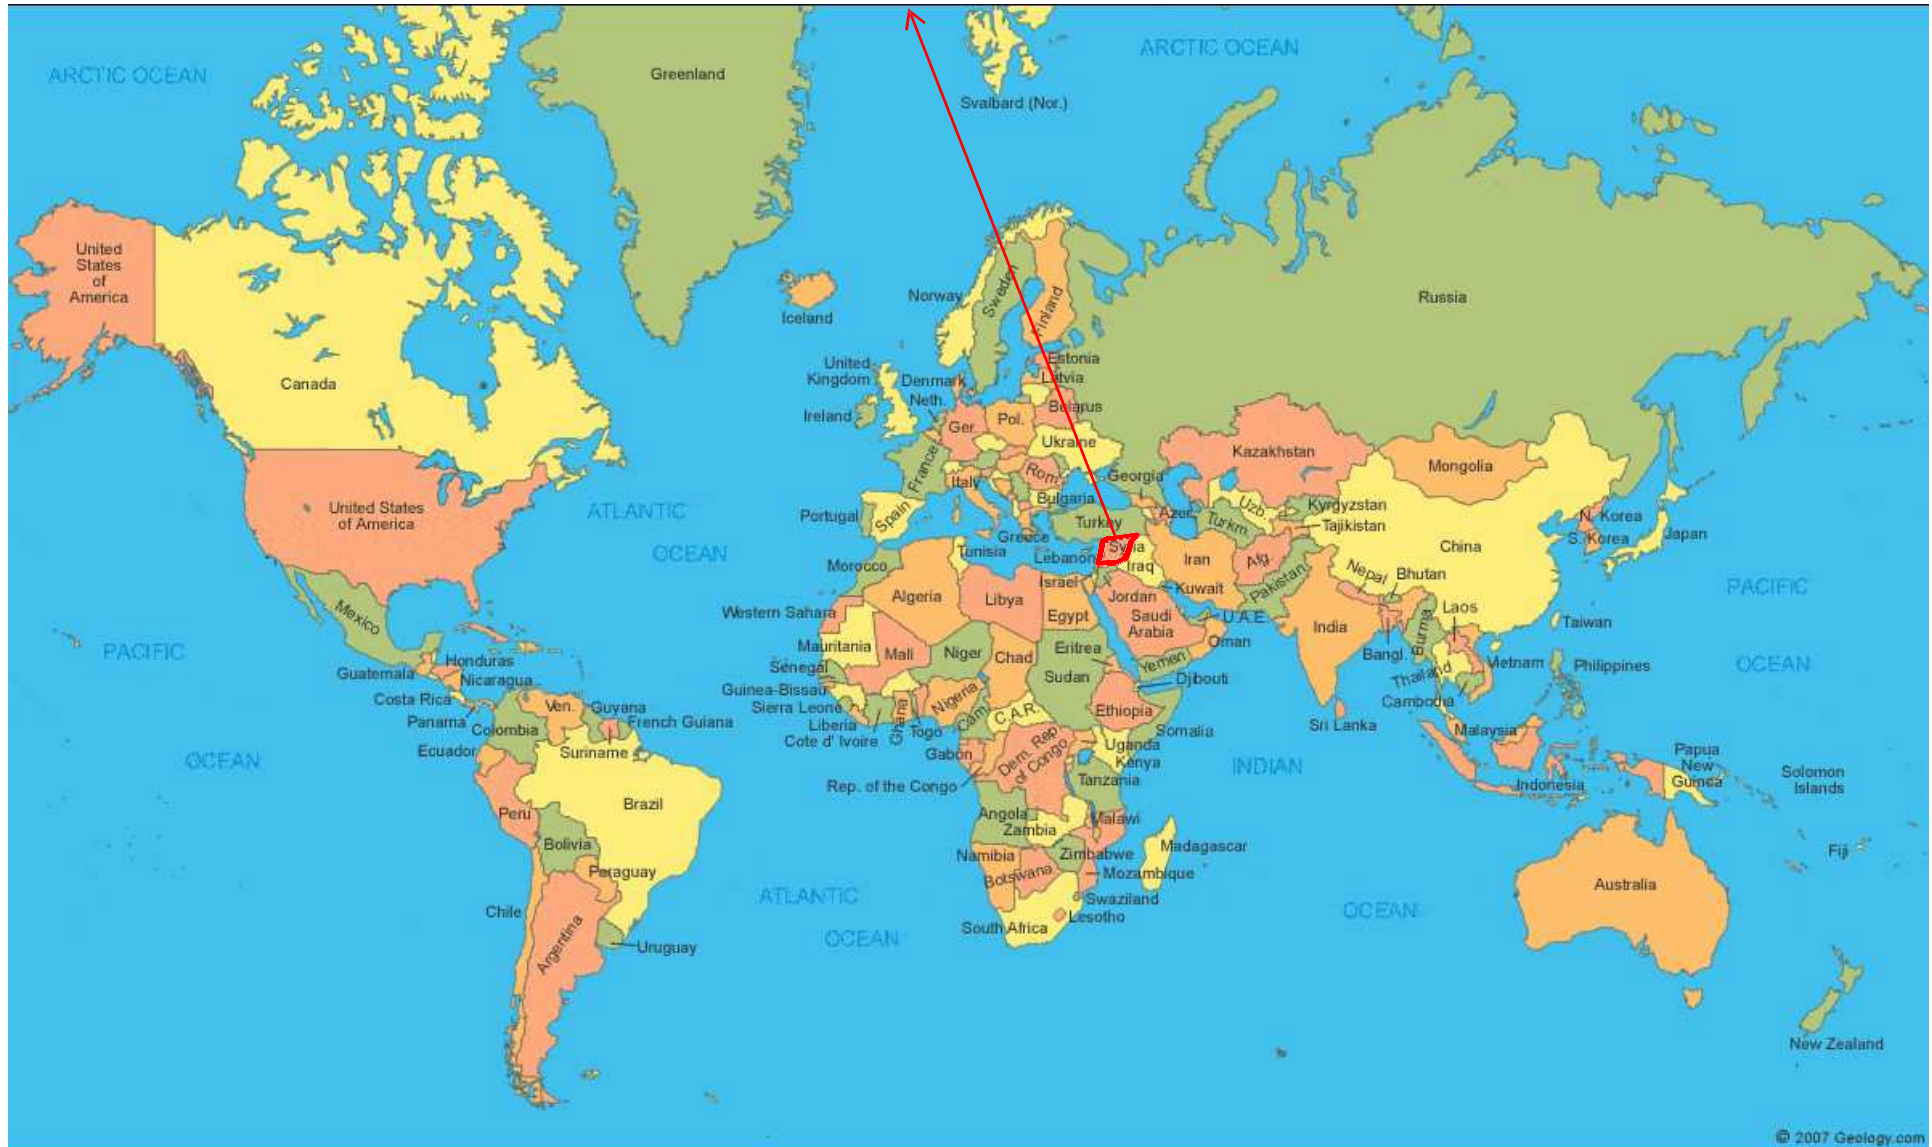 ARCTIC OCEAN
Greenland
Svalbard (Nor.)
ARCTIC OCEAN
United
States
of
America
Canada
Iceland
Norway
Sweden
Finland
Russia
United
Kingdom
Ireland
Denmark
Neth.
Estonia
Latvia
Belarus
Ger.
Pol.
Ukraine
France
Italy
Rom.
Bulgaria
Georgia
Kazakhstan
Mongolia
United States
of America
ATLANTIC
OCEAN
Portugal
Spain
Greece
Turkey
Azer.
Turkm.
Uzb.
Kyrgyzstan
Tajikistan
China
N. Korea
S. Korea
Japan
Tunisia
Morocco
Lebanon
Syria
Iraq
Iran
Afg.
Pakistan
Nepal
Bhutan
Mexico
Western Sahara
Algeria
Libya
Israel
Egypt
Jordan
Kuwait
Saudi
Arabia
U.A.E.
Oman
India
Bangl.
Burma
Laos
Taiwan
PACIFIC
OCEAN
PACIFIC
OCEAN
Guatemala
Honduras
Nicaragua
Costa Rica
Panama
Mauritania
Mali
Niger
Chad
Sudan
Eritrea
Yemen
Djibouti
Senegal
Guinea-Bissau
Sierra Leone
Liberia
Cote d' Ivoire
Ghana
Togo
Nigeria
Cam.
C.A.R.
Ethiopia
Somalia
Thailand
Vietnam
Cambodia
Philippines
Sri Lanka
Malaysia
Ven.
Guyana
French Guiana
Colombia
Suriname
Ecuador
Gabon
Rep. of the Congo
Dem. Rep.
of Congo
Uganda
Kenya
Tanzania
INDIAN
OCEAN
Indonesia
Papua
New
Guinea
Solomon
Islands
Peru
Brazil
Bolivia
Paraguay
Angola
Zambia
Malawi
Namibia
Botswana
Zimbabwe
Mozambique
Madagascar
Swaziland
Lesotho
South Africa
Fiji
Australia
ATLANTIC
OCEAN
Chile
Argentina
Uruguay
New Zealand
© 2007 Geology.com